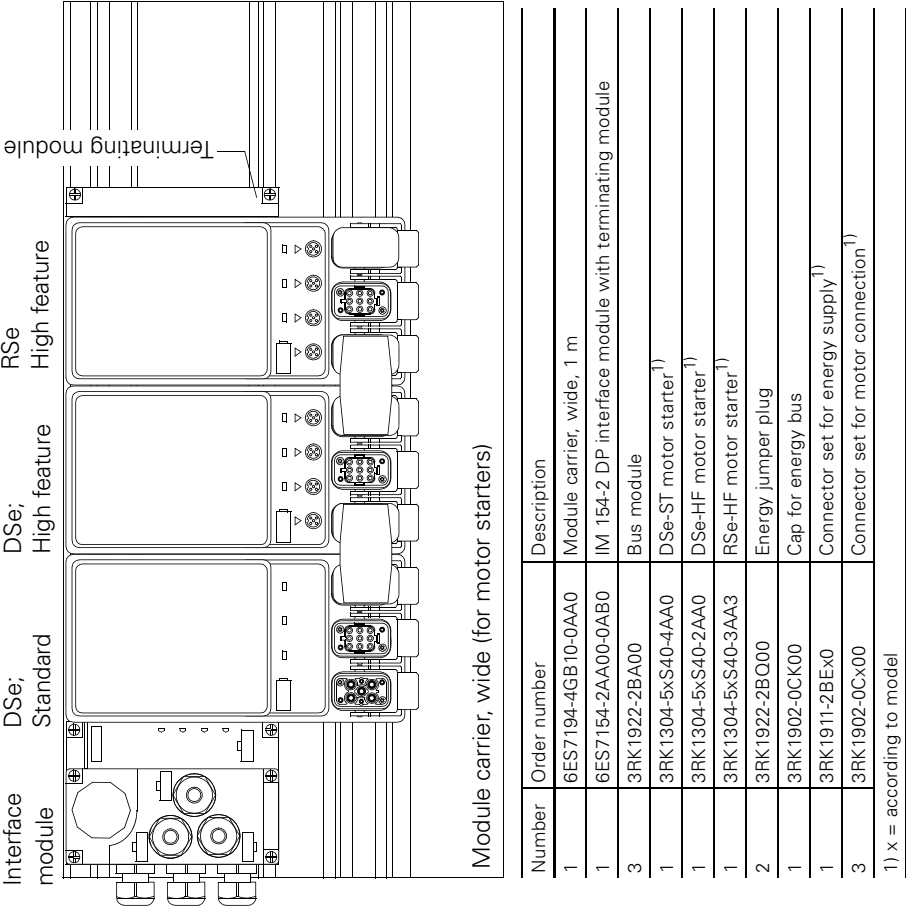 Interface
module
DSe;
Standard
DSe;
High feature
RSe
High feature
Terminating module
Module carrier, wide (for motor starters)
Number Order number Description
1 6ES7194-4GB10-0AA0 Module carrier, wide, 1 m
1 6ES7154-2AA00-0AB0 IM 154-2 DP interface module with terminating module
3 3RK1922-2BA00 Bus module
1 3RK1304-5xS40-4AA0 DSe-ST motor starter1)
1 3RK1304-5xS40-2AA0 DSe-HF motor starter1)
1 3RK1304-5xS40-3AA3 RSe-HF motor starter1)
2 3RK1922-2BQ00 Energy jumper plug
1 3RK1902-0CK00 Cap for energy bus
1 3RK1911-2BEx0 Connector set for energy supply1)
3 3RK1902-0Cx00 Connector set for motor connection1)
1) x = according to model